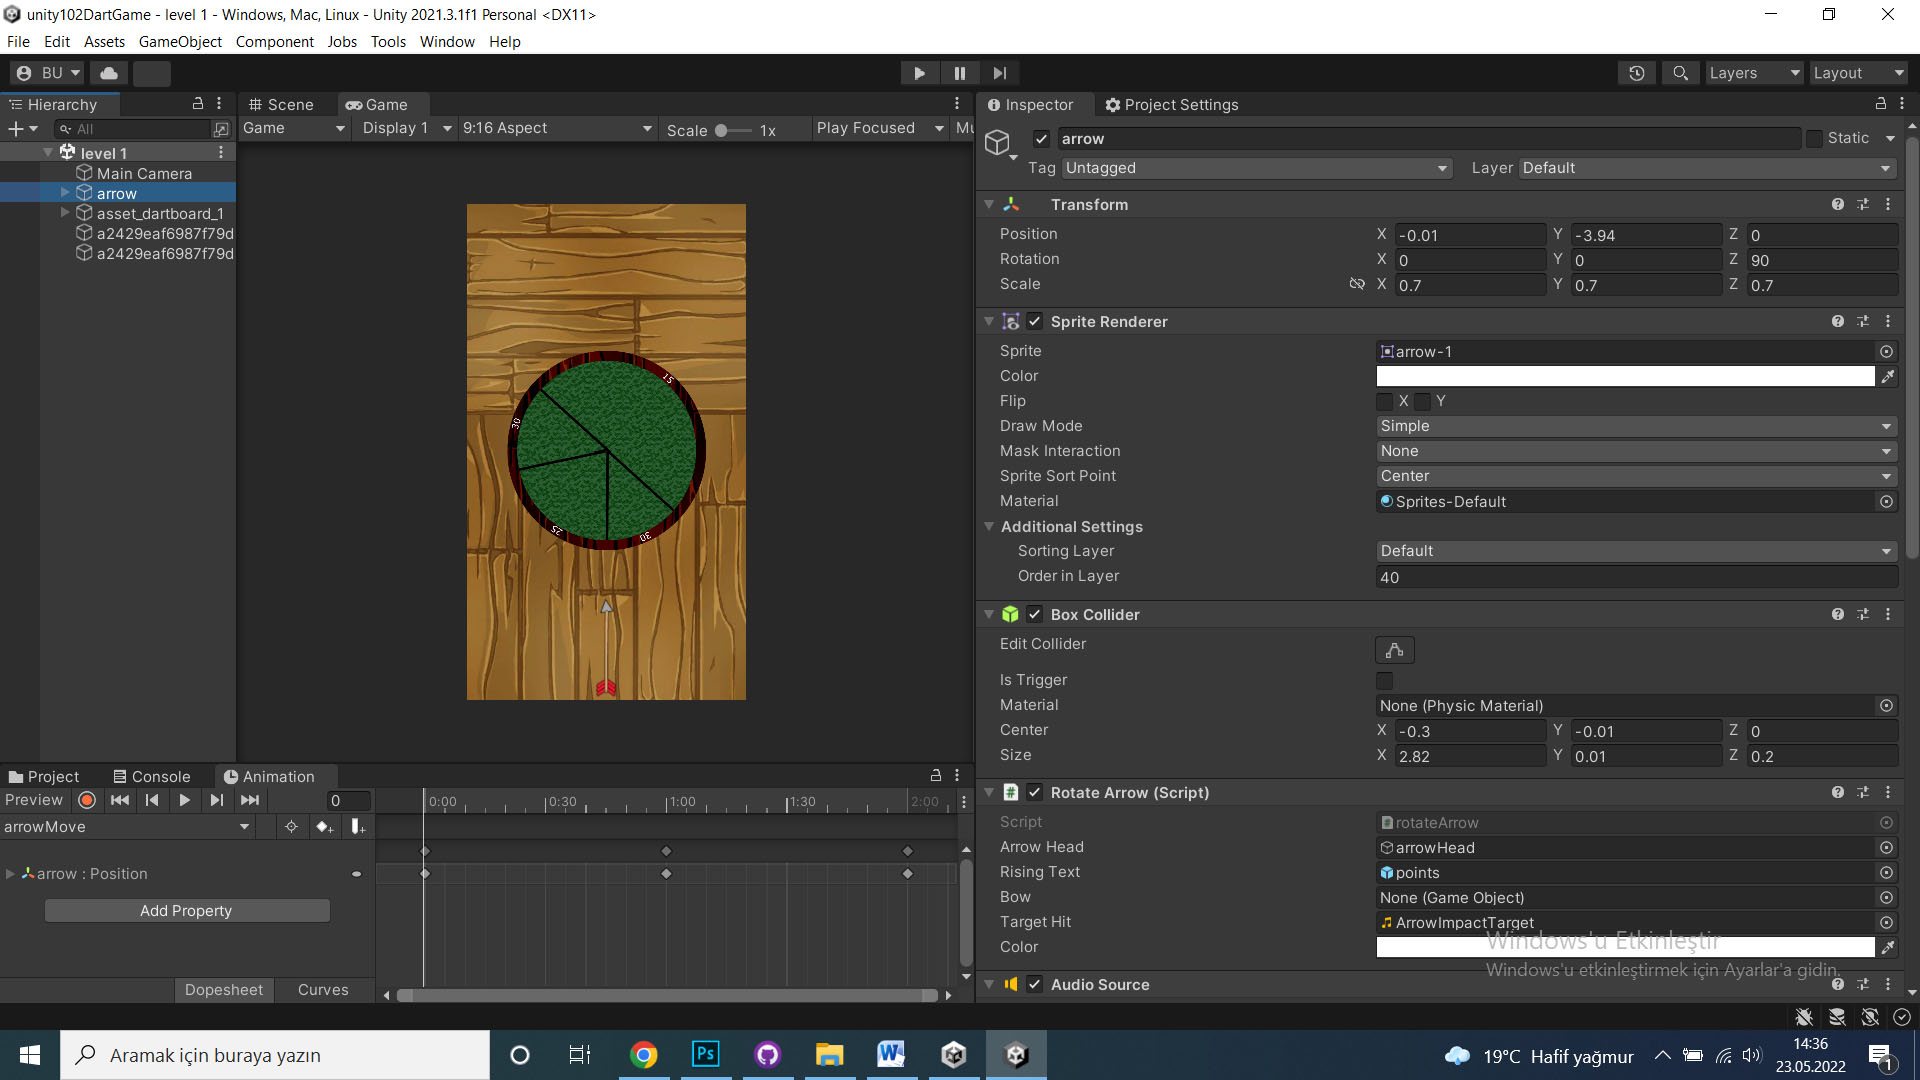 unity102DartGame - level 1 - Windows, Mac, Linux - Unity 2021.3.1f1 Personal <DX11>
File Edit Assets GameObject Component Jobs Tools Window Help
BU Layers Layout
Hierarchy
All
level 1
Main Camera
arrow
asset_dartboard_1
a2429eaf6987f79d
a2429eaf6987f79d
Scene Game
Game Display 1 9:16 Aspect Scale 1x Play Focused Mu
15
30
25
30
Project Console Animation
Preview 0
arrowMove
arrow : Position
Add Property
Dopesheet Curves
0:00 0:30 1:00 1:30 2:00
Inspector Project Settings
arrow Static
Tag Untagged Layer Default
Transform
Position X -0.01 Y -3.94 Z 0
Rotation X 0 Y 0 Z 90
Scale X 0.7 Y 0.7 Z 0.7
Sprite Renderer
Sprite arrow-1
Color
Flip X Y
Draw Mode Simple
Mask Interaction None
Sprite Sort Point Center
Material Sprites-Default
Additional Settings
Sorting Layer Default
Order in Layer 40
Box Collider
Edit Collider
Is Trigger
Material None (Physic Material)
Center X -0.3 Y -0.01 Z 0
Size X 2.82 Y 0.01 Z 0.2
Rotate Arrow (Script)
Script rotateArrow
Arrow Head arrowHead
Rising Text points
Bow None (Game Object)
Target Hit ArrowImpactTarget
Color
Audio Source
Windows'u Etkinleştir
Windows'u etkinleştirmek için Ayarlar'a gidin.
Aramak için buraya yazın
Ps
W
19°C Hafif yağmur
14:36
23.05.2022
1